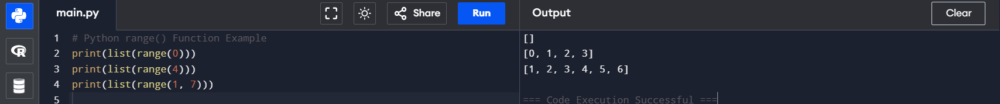 main.py Share Run Output Clear
1 # Python range() Function Example
2 print(list(range(0)))
3 print(list(range(4)))
4 print(list(range(1, 7)))
5
[]
[0, 1, 2, 3]
[1, 2, 3, 4, 5, 6]
=== Code Execution Successful ===